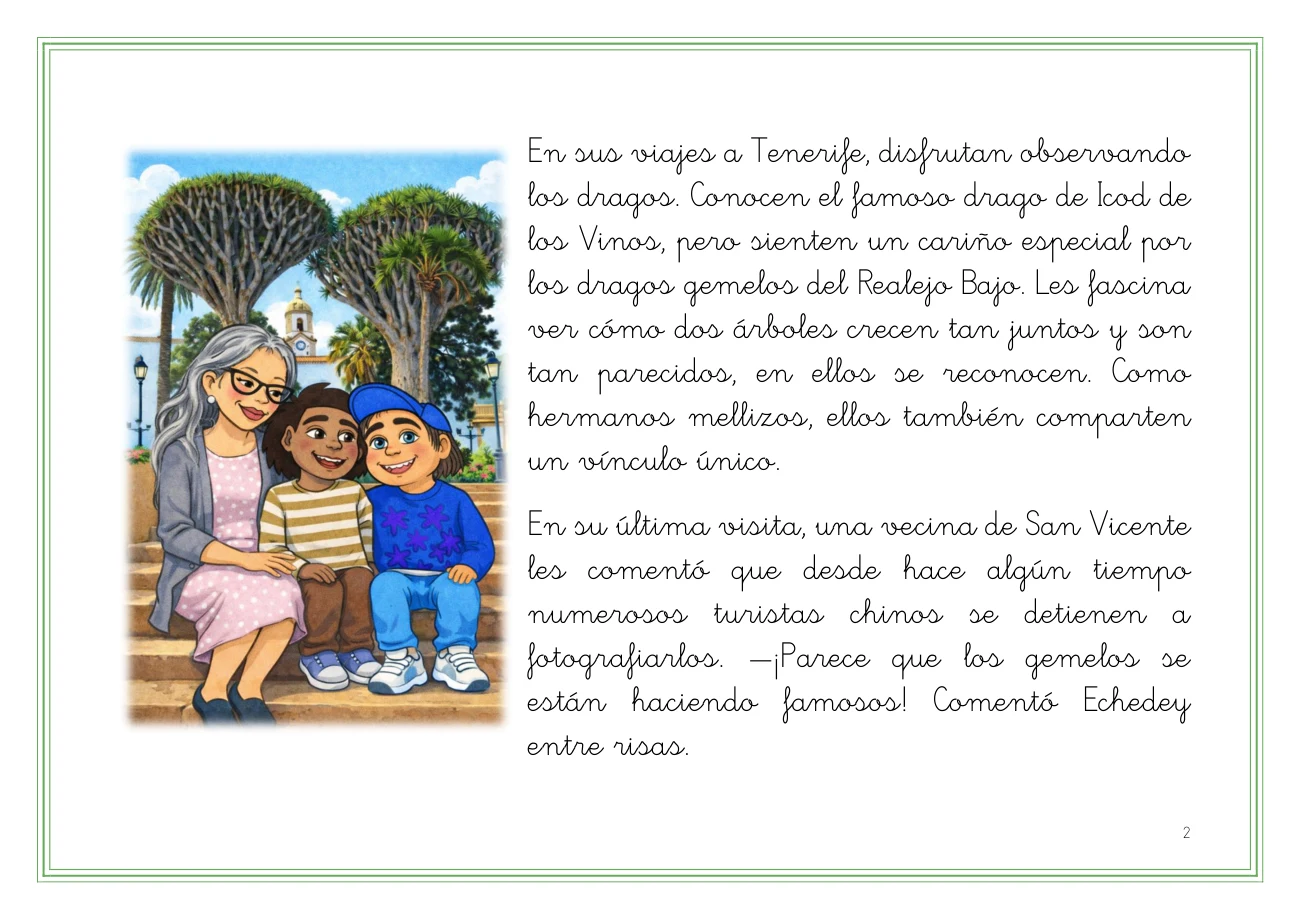 En sus viajes a Tenerife, disfrutan observando
los dragos. Conocen el famoso drago de Icod de
los Vinos, pero sienten un cariño especial por
los dragos gemelos del Realejo Bajo. Les fascina
ver cómo dos árboles crecen tan juntos y son
tan parecidos, en ellos se reconocen. Como
hermanos mellizos, ellos también comparten
un vínculo único.
En su última visita, una vecina de San Vicente
les comentó que desde hace algún tiempo
numerosos turistas chinos se detienen a
fotografiarlos. —¡Parece que los gemelos se
están haciendo famosos! Comentó Echedey
entre risas.
2